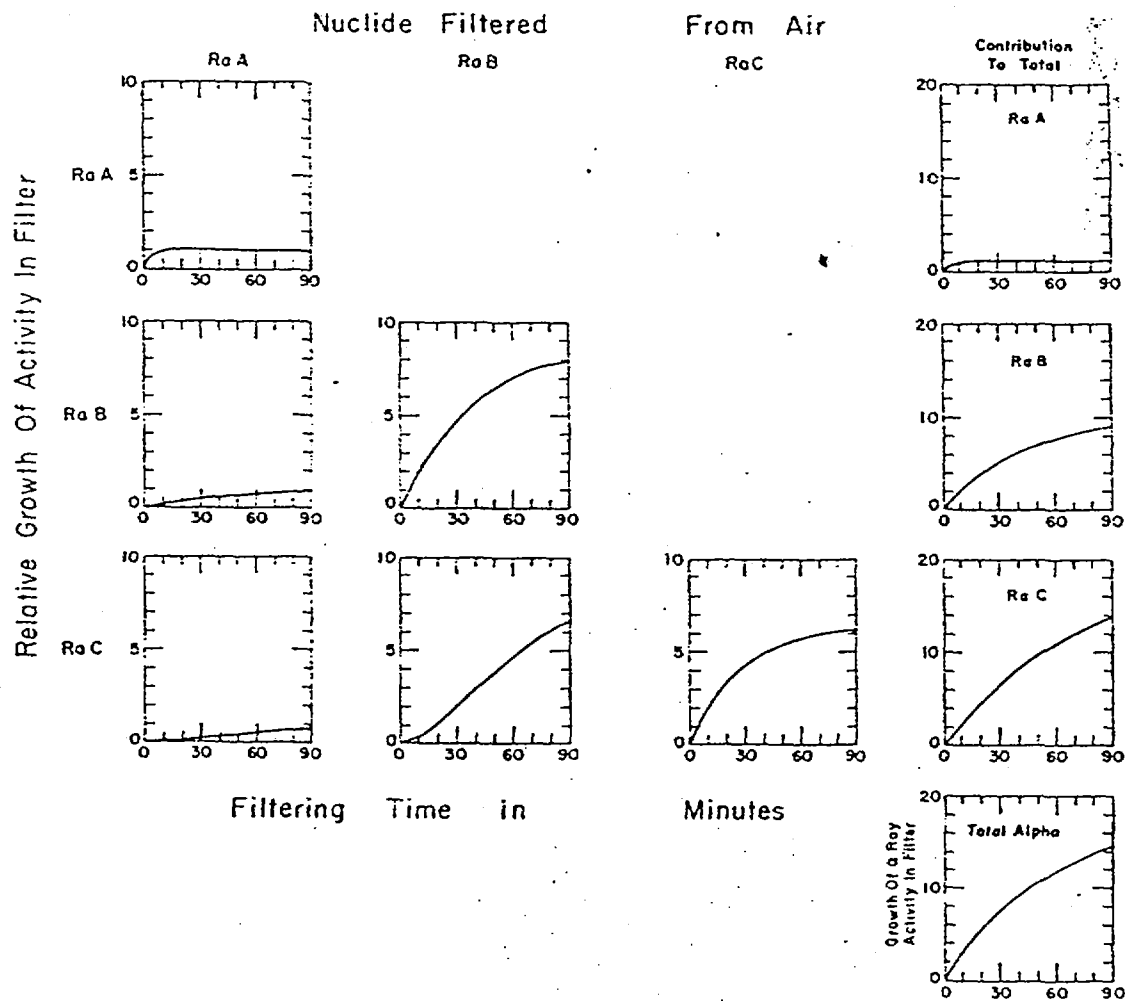 Nuclide Filtered From Air
Ra A
Ra B
Ra C
Contribution To Total
Relative Growth Of Activity In Filter
Ra A
10
5
0
0 30 60 90
Ra A
20
10
0
0 30 60 90
Ra B
10
5
0
0 30 60 90
10
5
0
0 30 60 90
Ra B
20
10
0
0 30 60 90
Ra C
10
5
0
0 30 60 90
10
5
0
0 30 60 90
10
5
0
0 30 60 90
Ra C
20
10
0
0 30 60 90
Filtering Time in Minutes
Growth Of α Ray
Activity In Filter
Total Alpha
20
10
0
0 30 60 90